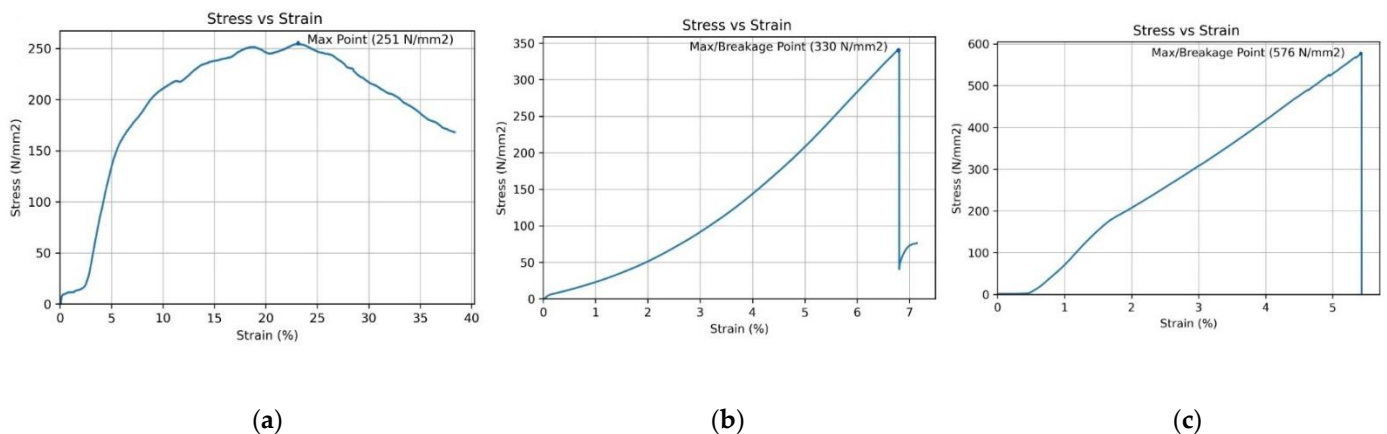 Stress vs Strain
Max Point (251 N/mm2)
250
200
150
100
50
0
Stress (N/mm2)
0 5 10 15 20 25 30 35 40
Strain (%)
(a)
Stress vs Strain
Max/Breakage Point (330 N/mm2)
350
300
250
200
150
100
50
0
Stress (N/mm2)
0 1 2 3 4 5 6 7
Strain (%)
(b)
Stress vs Strain
Max/Breakage Point (576 N/mm2)
600
500
400
300
200
100
0
Stress (N/mm2)
0 1 2 3 4 5
Strain (%)
(c)